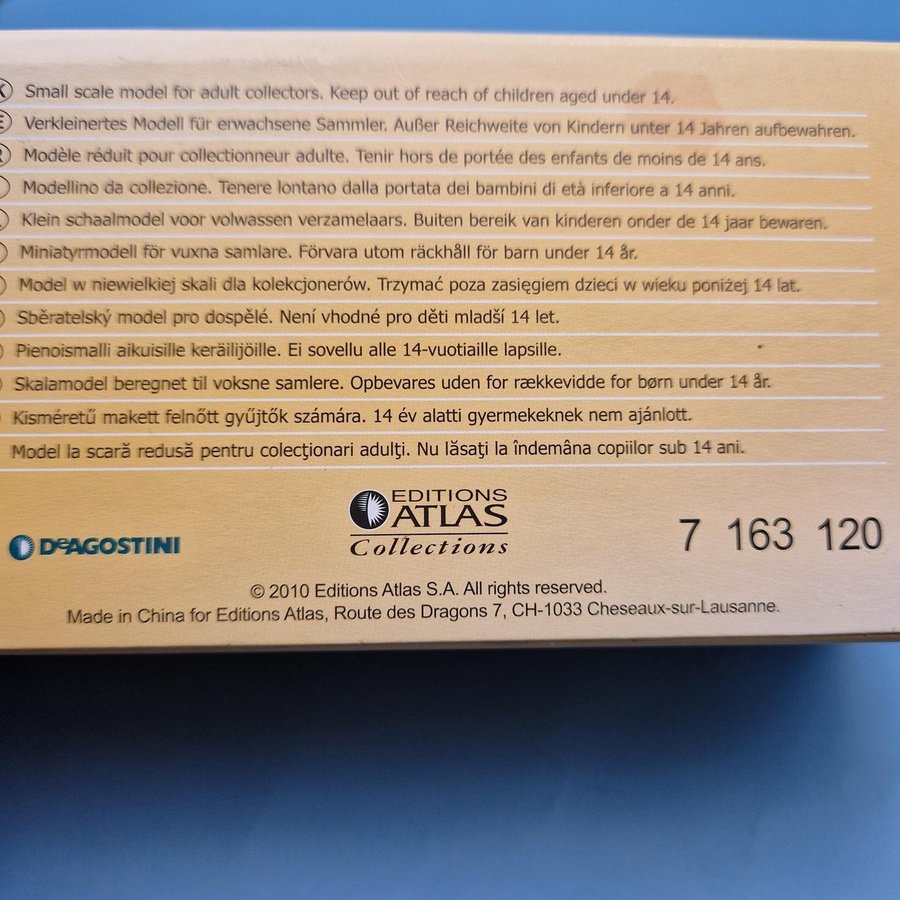 Small scale model for adult collectors. Keep out of reach of children aged under 14.
Verkleinertes Modell für erwachsene Sammler. Außer Reichweite von Kindern unter 14 Jahren aufbewahren.
Modèle réduit pour collectionneur adulte. Tenir hors de portée des enfants de moins de 14 ans.
Modellino da collezione. Tenere lontano dalla portata dei bambini di età inferiore a 14 anni.
Klein schaalmodel voor volwassen verzamelaars. Buiten bereik van kinderen onder de 14 jaar bewaren.
Miniatyrmodell för vuxna samlare. Förvara utom räckhåll för barn under 14 år.
Model w niewielkiej skali dla kolekcjonerów. Trzymać poza zasięgiem dzieci w wieku poniżej 14 lat.
Sběratelský model pro dospělé. Není vhodné pro děti mladší 14 let.
Pienoismalli aikuisille keräilijöille. Ei sovellu alle 14-vuotiaille lapsille.
Skalamodel beregnet til voksne samlere. Opbevares uden for rækkevidde for børn under 14 år.
Kisméretű makett felnőtt gyűjtők számára. 14 év alatti gyermekeknek nem ajánlott.
Model la scară redusă pentru colecţionari adulţi. Nu lăsaţi la îndemâna copiilor sub 14 ani.
DeAGOSTINI
EDITIONS
ATLAS
Collections
7 163 120
© 2010 Editions Atlas S.A. All rights reserved.
Made in China for Editions Atlas, Route des Dragons 7, CH-1033 Cheseaux-sur-Lausanne.